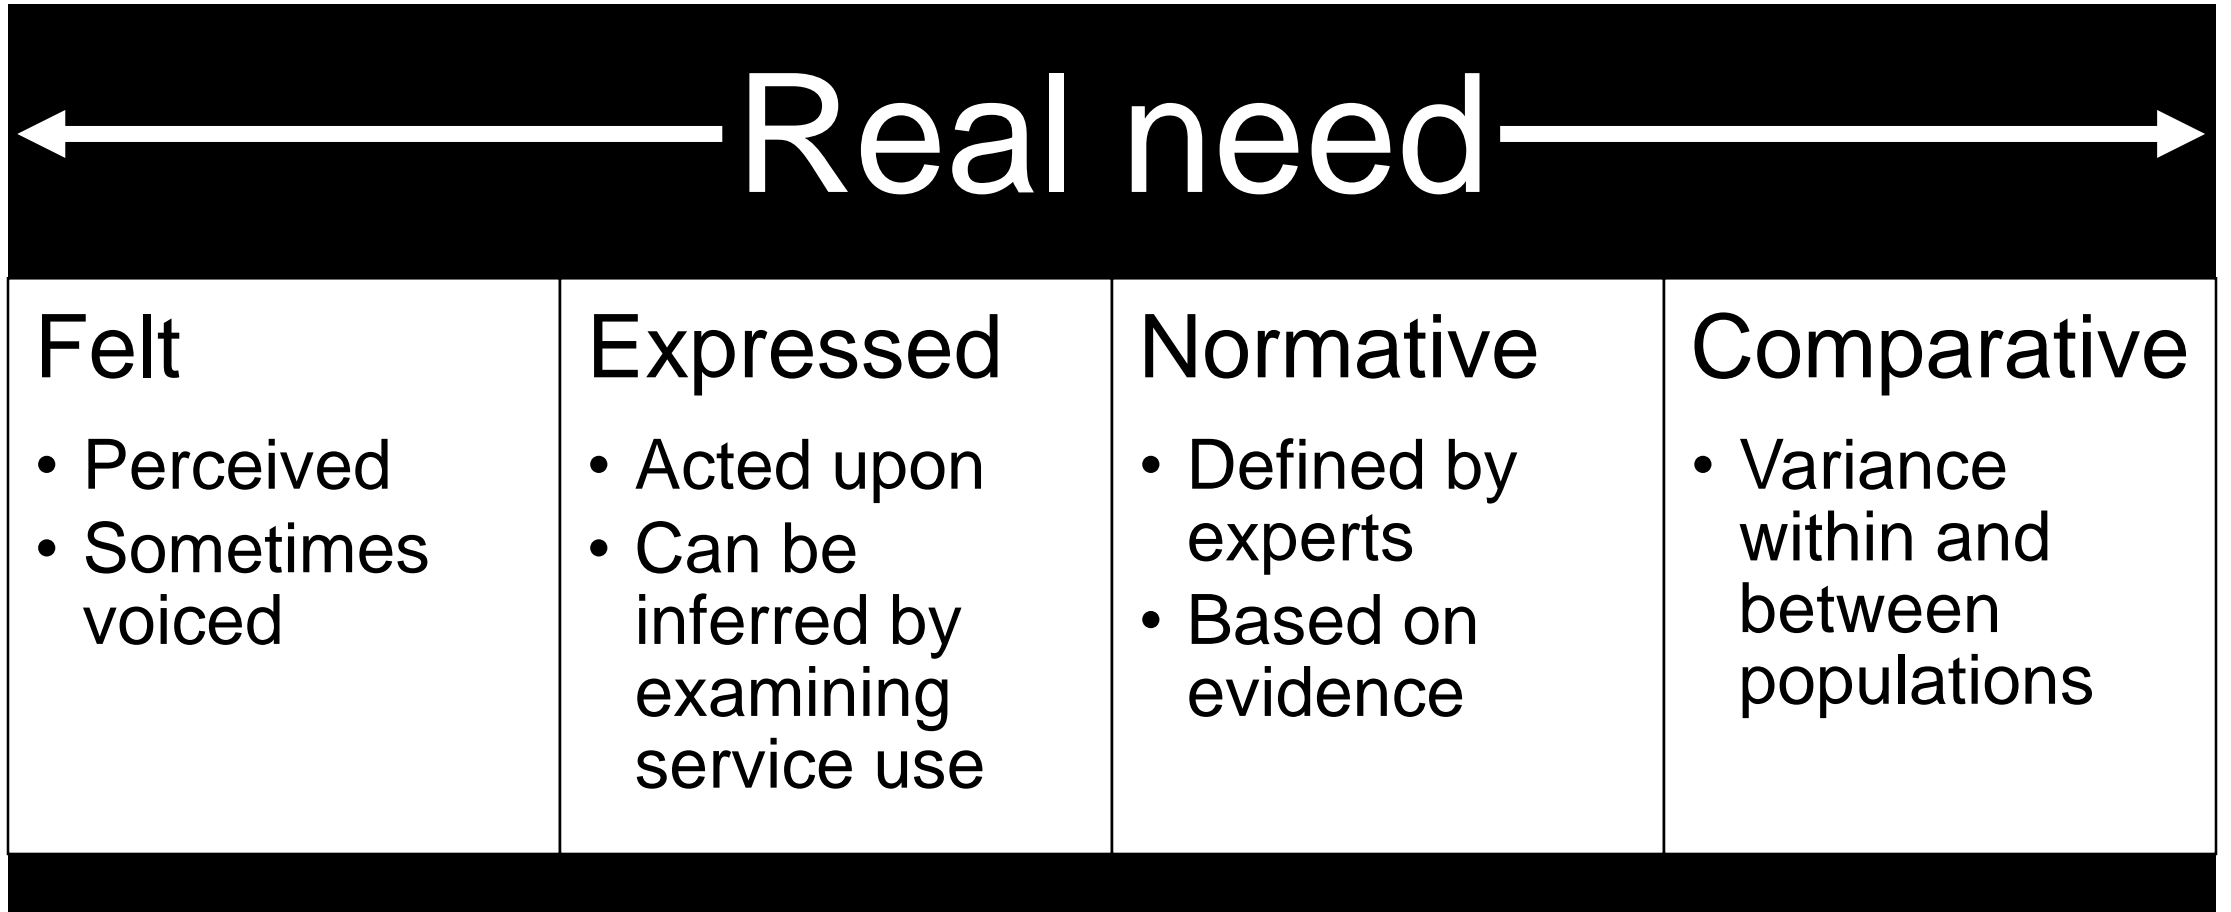 Real need
Felt
• Perceived
• Sometimes
voiced
Expressed
• Acted upon
• Can be
inferred by
examining
service use
Normative
• Defined by
experts
• Based on
evidence
Comparative
• Variance
within and
between
populations